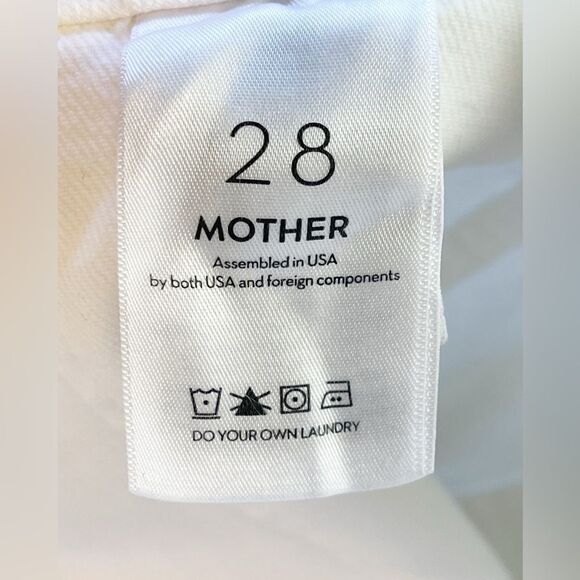 28
MOTHER
Assembled in USA
by both USA and foreign components
DO YOUR OWN LAUNDRY